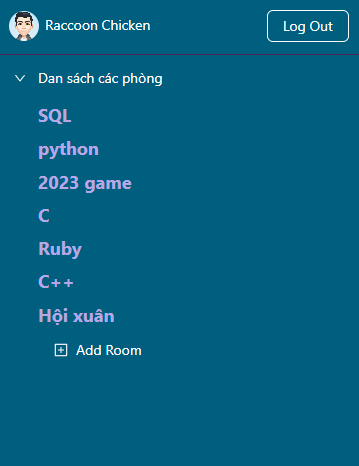 Raccoon Chicken
Log Out
Dan sách các phòng
SQL
python
2023 game
C
Ruby
C++
Hội xuân
Add Room